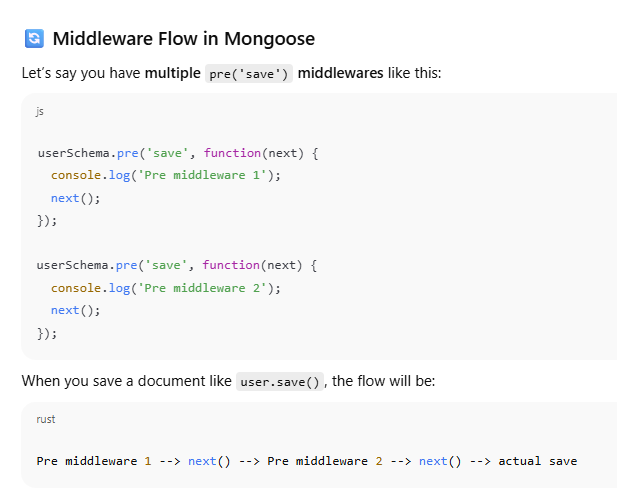 🔄 Middleware Flow in Mongoose
Let's say you have multiple pre('save') middlewares like this:
js
userSchema.pre('save', function(next) {
  console.log('Pre middleware 1');
  next();
});
userSchema.pre('save', function(next) {
  console.log('Pre middleware 2');
  next();
});
When you save a document like user.save(), the flow will be:
rust
Pre middleware 1 --> next() --> Pre middleware 2 --> next() --> actual save